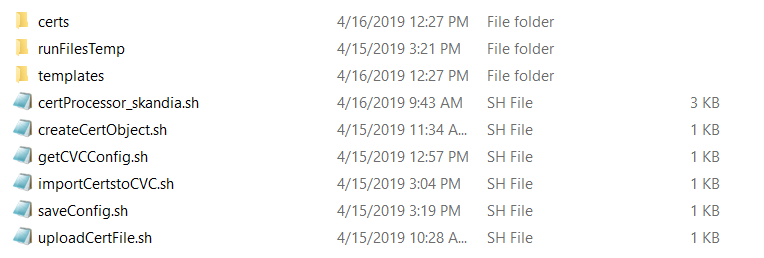 certs 4/16/2019 12:27 PM File folder
runFilesTemp 4/15/2019 3:21 PM File folder
templates 4/16/2019 12:27 PM File folder
certProcessor_skandia.sh 4/16/2019 9:43 AM SH File 3 KB
createCertObject.sh 4/15/2019 11:34 A... SH File 1 KB
getCVCConfig.sh 4/15/2019 12:57 PM SH File 1 KB
importCertstoCVC.sh 4/15/2019 3:04 PM SH File 1 KB
saveConfig.sh 4/15/2019 3:19 PM SH File 1 KB
uploadCertFile.sh 4/15/2019 10:28 A... SH File 1 KB